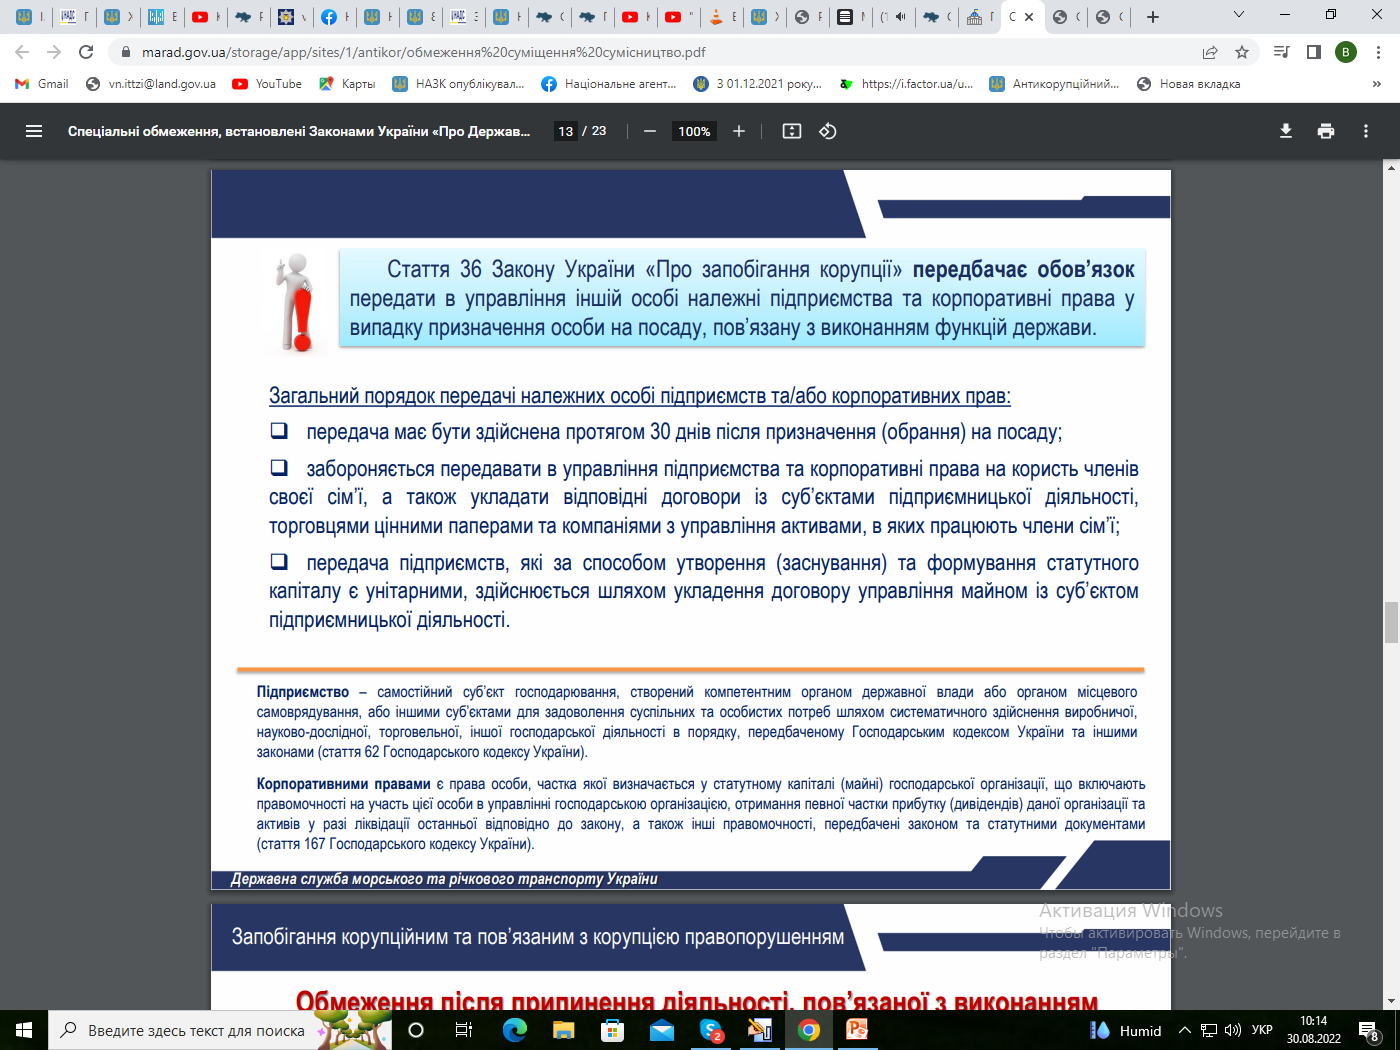 marad.gov.ua/storage/app/sites/1/antikor/обмеження%20суміщення%20сумісництво.pdf
B
Gmail
vn.ittzi@land.gov.ua
YouTube
Карты
НАЗК опублікувал...
Національне агент...
З 01.12.2021 року...
https://i.factor.ua/u...
Антикорупційний...
Новая вкладка
»
Спеціальні обмеження, встановлені Законами України «Про Держав...
13 / 23
100%
Стаття 36 Закону України «Про запобігання корупції» передбачає обов’язок
передати в управління іншій особі належні підприємства та корпоративні права у
випадку призначення особи на посаду, пов’язану з виконанням функцій держави.
Загальний порядок передачі належних особі підприємств та/або корпоративних прав:
передача має бути здійснена протягом 30 днів після призначення (обрання) на посаду;
забороняється передавати в управління підприємства та корпоративні права на користь членів
своєї сім’ї, а також укладати відповідні договори із суб’єктами підприємницької діяльності,
торговцями цінними паперами та компаніями з управління активами, в яких працюють члени сім’ї;
передача підприємств, які за способом утворення (заснування) та формування статутного
капіталу є унітарними, здійснюється шляхом укладення договору управління майном із суб’єктом
підприємницької діяльності.
Підприємство – самостійний суб’єкт господарювання, створений компетентним органом державної влади або органом місцевого
самоврядування, або іншими суб’єктами для задоволення суспільних та особистих потреб шляхом систематичного здійснення виробничої,
науково-дослідної, торговельної, іншої господарської діяльності в порядку, передбаченому Господарським кодексом України та іншими
законами (стаття 62 Господарського кодексу України).
Корпоративними правами є права особи, частка якої визначається у статутному капіталі (майні) господарської організації, що включають
правомочності на участь цієї особи в управлінні господарською організацією, отримання певної частки прибутку (дивідендів) даної організації та
активів у разі ліквідації останньої відповідно до закону, а також інші правомочності, передбачені законом та статутними документами
(стаття 167 Господарського кодексу України).
Державна служба морського та річкового транспорту України
Активация Windows
Чтобы активировать Windows, перейдите в
раздел "Параметры".
Запобігання корупційним та пов’язаним з корупцією правопорушенням
Обмеження після припинення діяльності, пов’язаної з виконанням
Введите здесь текст для поиска
2
Humid
УКР
10:14
30.08.2022
8